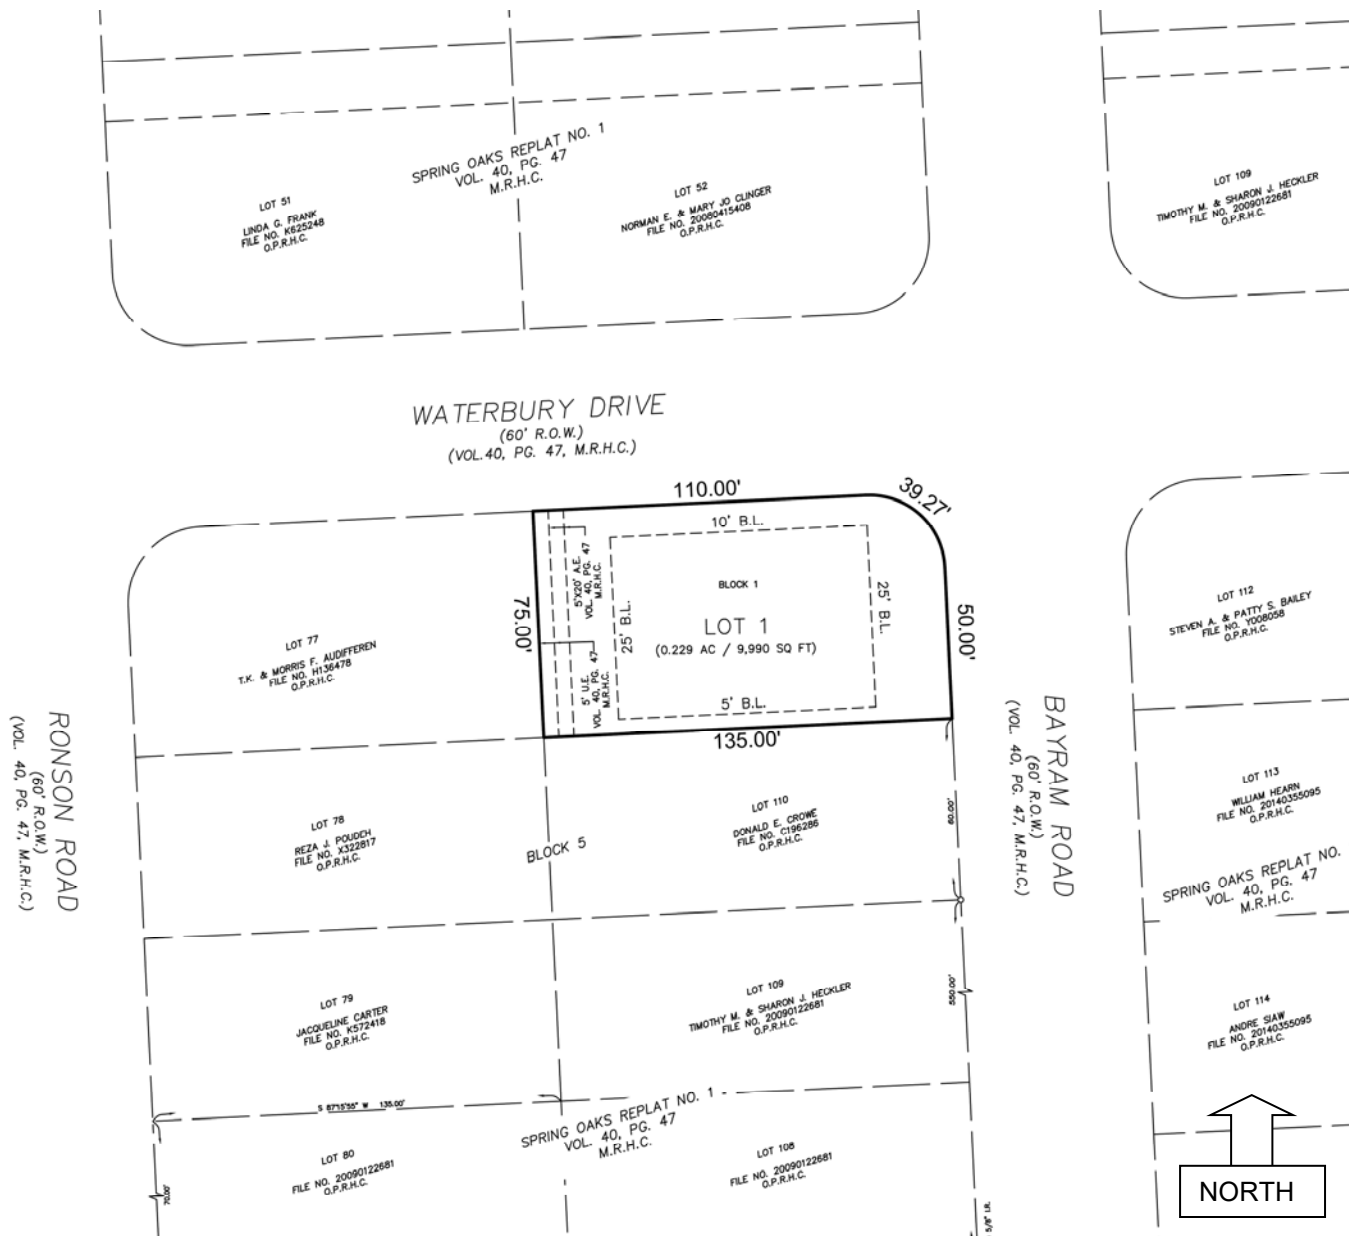 SPRING OAKS REPLAT NO. 1
VOL. 40, PG. 47
M.R.H.C.
LOT 51
LINDA G. FRANK
FILE NO. K625248
O.P.R.H.C.
LOT 52
NORMAN E. & MARY JO CLINGER
FILE NO. 20080415408
O.P.R.H.C.
LOT 109
TIMOTHY M. & SHARON J. HECKLER
FILE NO. 20090122681
O.P.R.H.C.
WATERBURY DRIVE
(60' R.O.W.)
(VOL.40, PG. 47, M.R.H.C.)
110.00'
39.27'
10' B.L.
5'X20' A.E.
VOL. 40, PG. 47
M.R.H.C.
BLOCK 1
LOT 1
(0.229 AC / 9,990 SQ FT)
75.00'
25' B.L.
25' B.L.
50.00'
5' U.E.
VOL. 40, PG. 47
M.R.H.C.
5' B.L.
135.00'
LOT 77
T.K. & MORRIS F. AUDIFFEREN
FILE NO. H136478
O.P.R.H.C.
LOT 112
STEVEN A. & PATTY S. BAILEY
FILE NO. Y008058
O.P.R.H.C.
RONSON ROAD
(60' R.O.W.)
(VOL. 40, PG. 47, M.R.H.C.)
BAYRAM ROAD
(60' R.O.W.)
(VOL. 40, PG. 47, M.R.H.C.)
LOT 78
REZA J. POUDEH
FILE NO. X322817
O.P.R.H.C.
BLOCK 5
LOT 110
DONALD E. CROWE
FILE NO. C196286
O.P.R.H.C.
60.00'
LOT 113
WILLIAM HEARN
FILE NO. 20140355095
O.P.R.H.C.
SPRING OAKS REPLAT NO.
VOL. 40, PG. 47
M.R.H.C.
LOT 79
JACQUELINE CARTER
FILE NO. K572418
O.P.R.H.C.
LOT 109
TIMOTHY M. & SHARON J. HECKLER
FILE NO. 20090122681
O.P.R.H.C.
550.00'
LOT 114
ANDRE SIAW
FILE NO. 20140355095
O.P.R.H.C.
S 87°15'55" W 135.00'
SPRING OAKS REPLAT NO. 1
VOL. 40, PG. 47
M.R.H.C.
LOT 80
FILE NO. 20090122681
O.P.R.H.C.
70.00'
LOT 108
FILE NO. 20090122681
O.P.R.H.C.
5/8" I.R.
NORTH